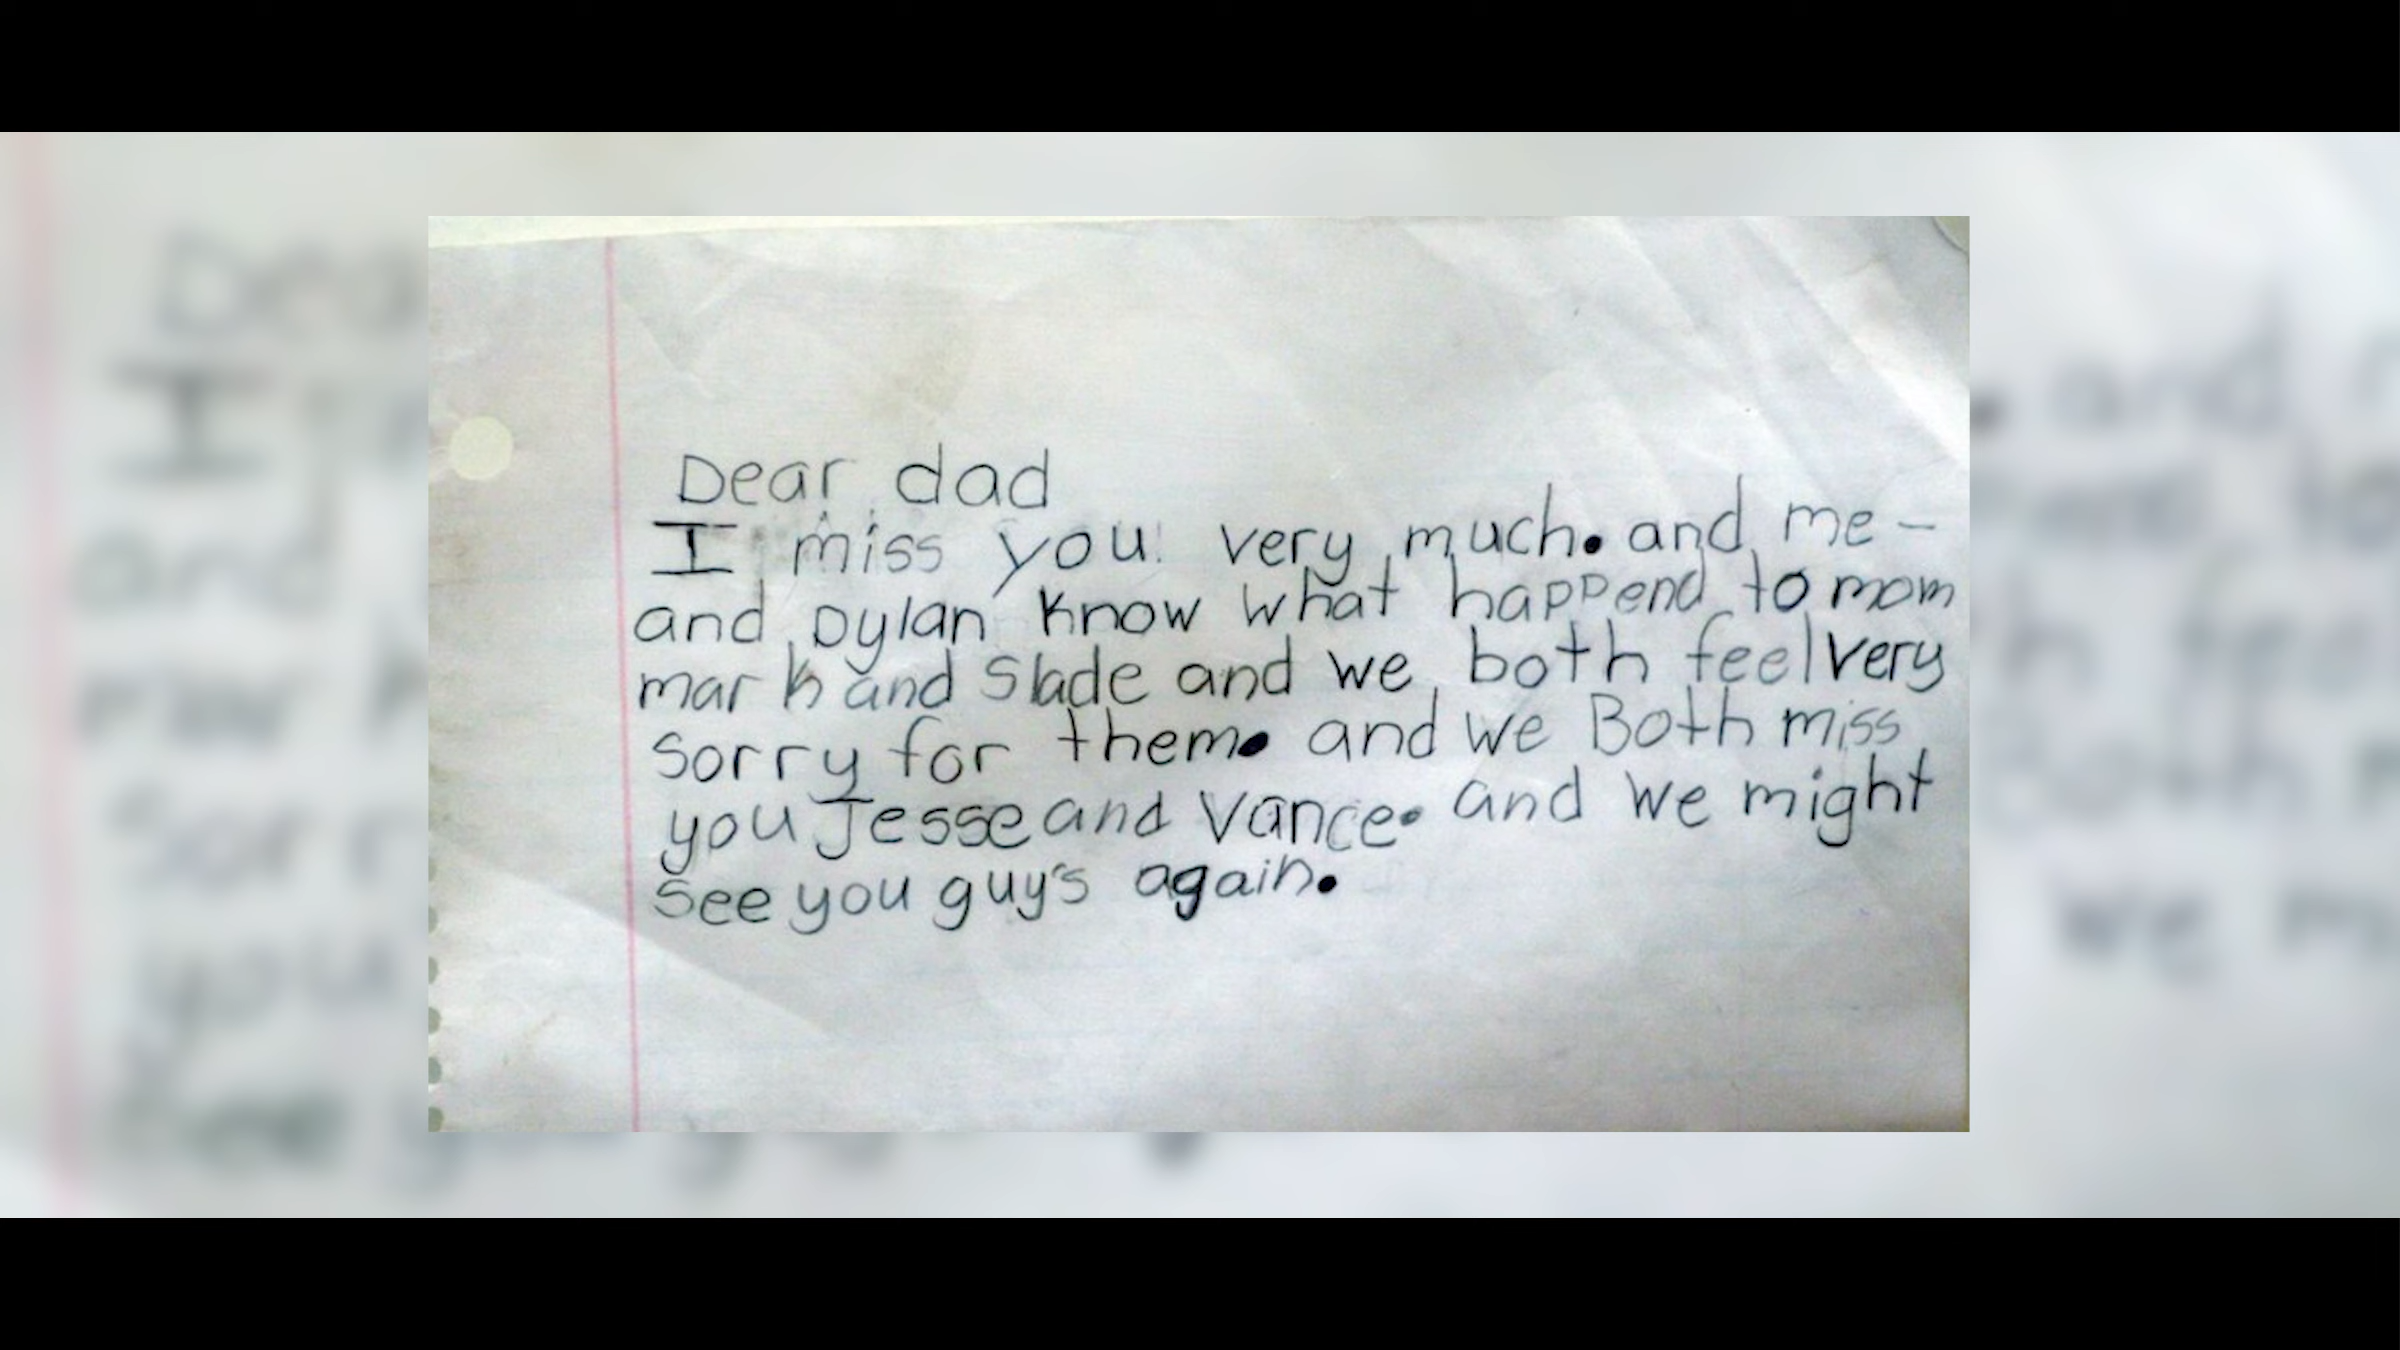 Dear dad
I miss you very much. and me -
and Dylan know what happend to mom
mark and Slade and we both feel very
sorry for them. and we Both miss
you Jesse and Vance. and we might
see you guy's again.